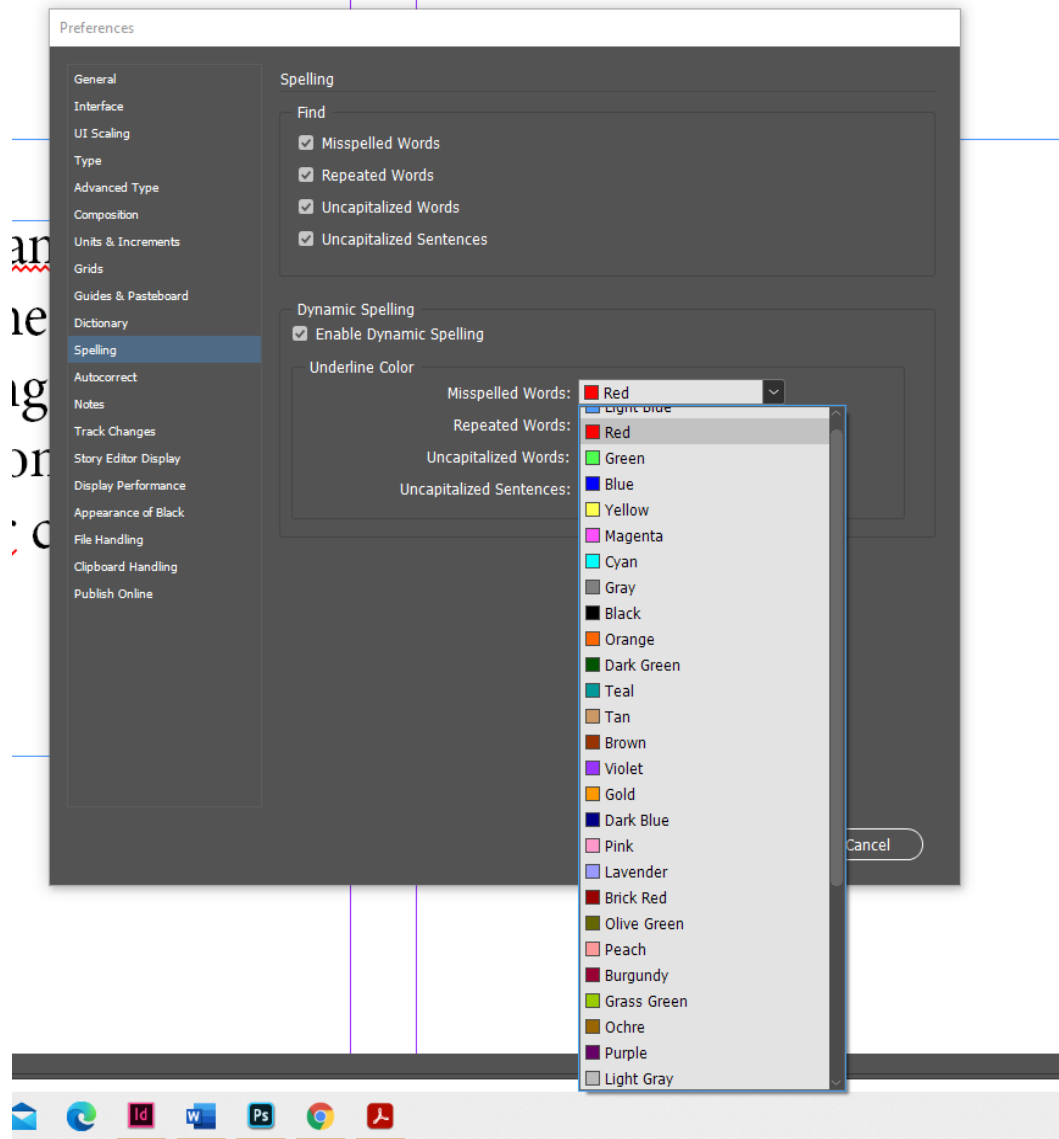 Preferences
General
Interface
UI Scaling
Type
Advanced Type
Composition
Units & Increments
Grids
Guides & Pasteboard
Dictionary
Spelling
Autocorrect
Notes
Track Changes
Story Editor Display
Display Performance
Appearance of Black
File Handling
Clipboard Handling
Publish Online
Spelling
Find
Misspelled Words
Repeated Words
Uncapitalized Words
Uncapitalized Sentences
Dynamic Spelling
Enable Dynamic Spelling
Underline Color
Misspelled Words: Red
Repeated Words:
Uncapitalized Words:
Uncapitalized Sentences:
Light Blue
Red
Green
Blue
Yellow
Magenta
Cyan
Gray
Black
Orange
Dark Green
Teal
Tan
Brown
Violet
Gold
Dark Blue
Pink
Lavender
Brick Red
Olive Green
Peach
Burgundy
Grass Green
Ochre
Purple
Light Gray
Cancel
Id
W
Ps